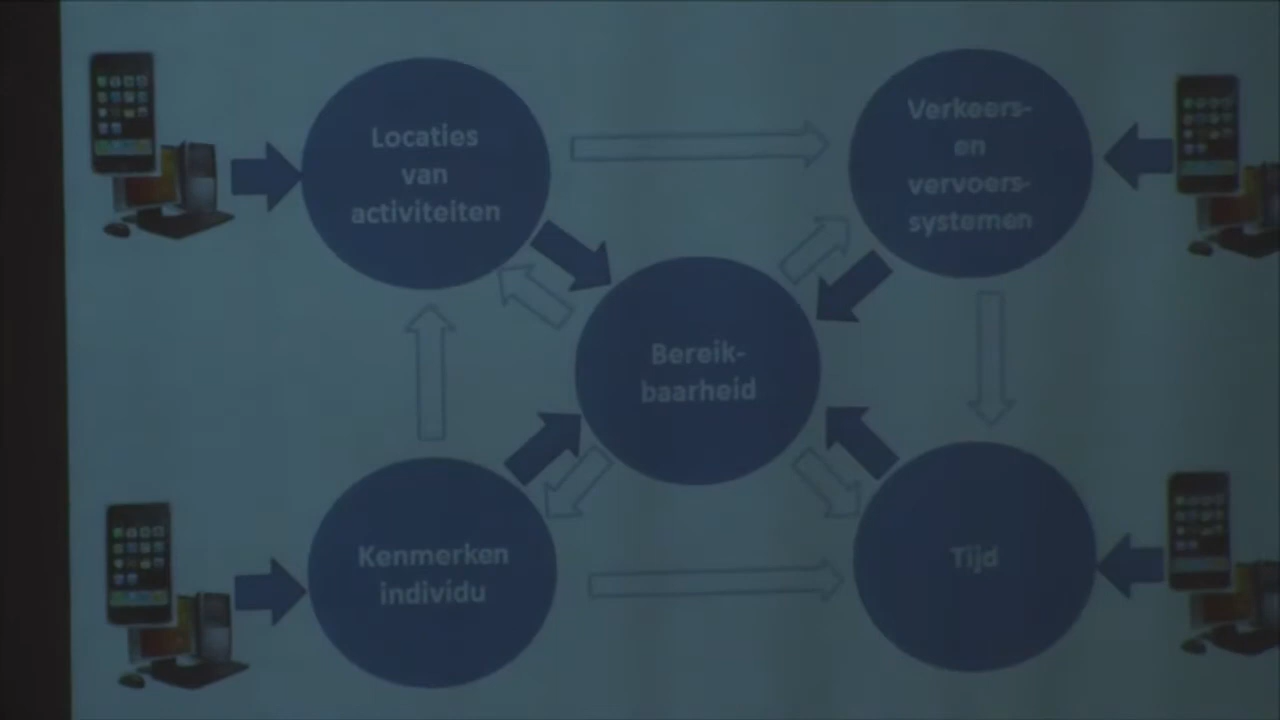 Locaties
van
activiteiten
Verkeers-
en
vervoers-
systemen
Bereik-
baarheid
Kenmerken
individu
Tijd